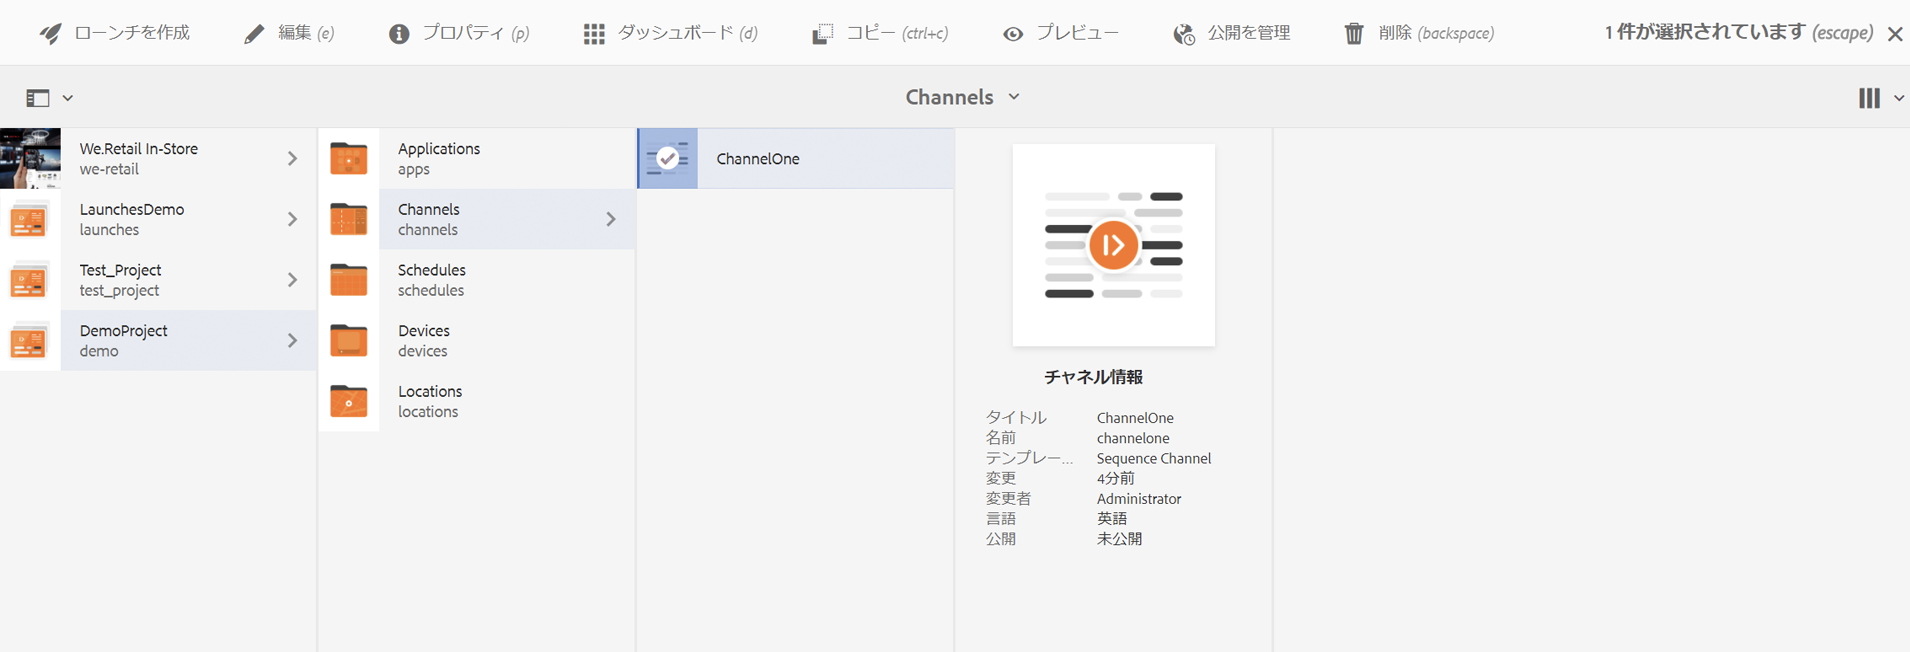 ローンチを作成
編集 (e)
プロパティ (p)
ダッシュボード (d)
コピー (ctrl+c)
プレビュー
公開を管理
削除 (backspace)
1 件が選択されています (escape)
Channels
We.Retail In-Store
we-retail
LaunchesDemo
launches
Test_Project
test_project
DemoProject
demo
Applications
apps
Channels
channels
Schedules
schedules
Devices
devices
Locations
locations
ChannelOne
チャネル情報
タイトル ChannelOne
名前 channelone
テンプレー... Sequence Channel
変更 4分前
変更者 Administrator
言語 英語
公開 未公開